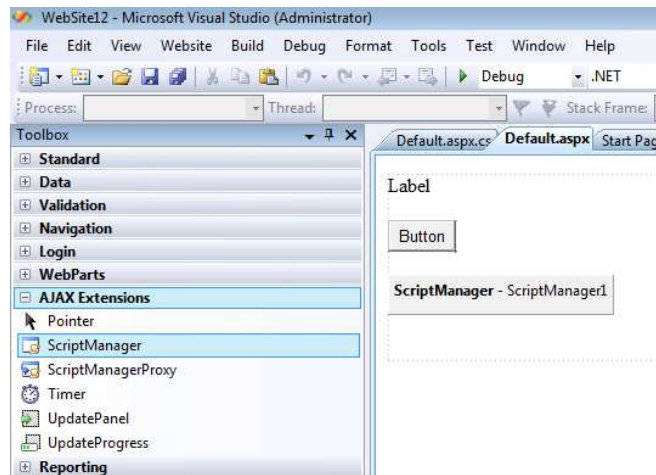 WebSite12 - Microsoft Visual Studio (Administrator)
File Edit View Website Build Debug Format Tools Test Window Help
Debug .NET
Process: Thread: Stack Frame:
Toolbox
Default.aspx.cs Default.aspx Start Pag
Standard
Data
Validation
Navigation
Login
WebParts
AJAX Extensions
Pointer
ScriptManager
ScriptManagerProxy
Timer
UpdatePanel
UpdateProgress
Reporting
Label
Button
ScriptManager - ScriptManager1